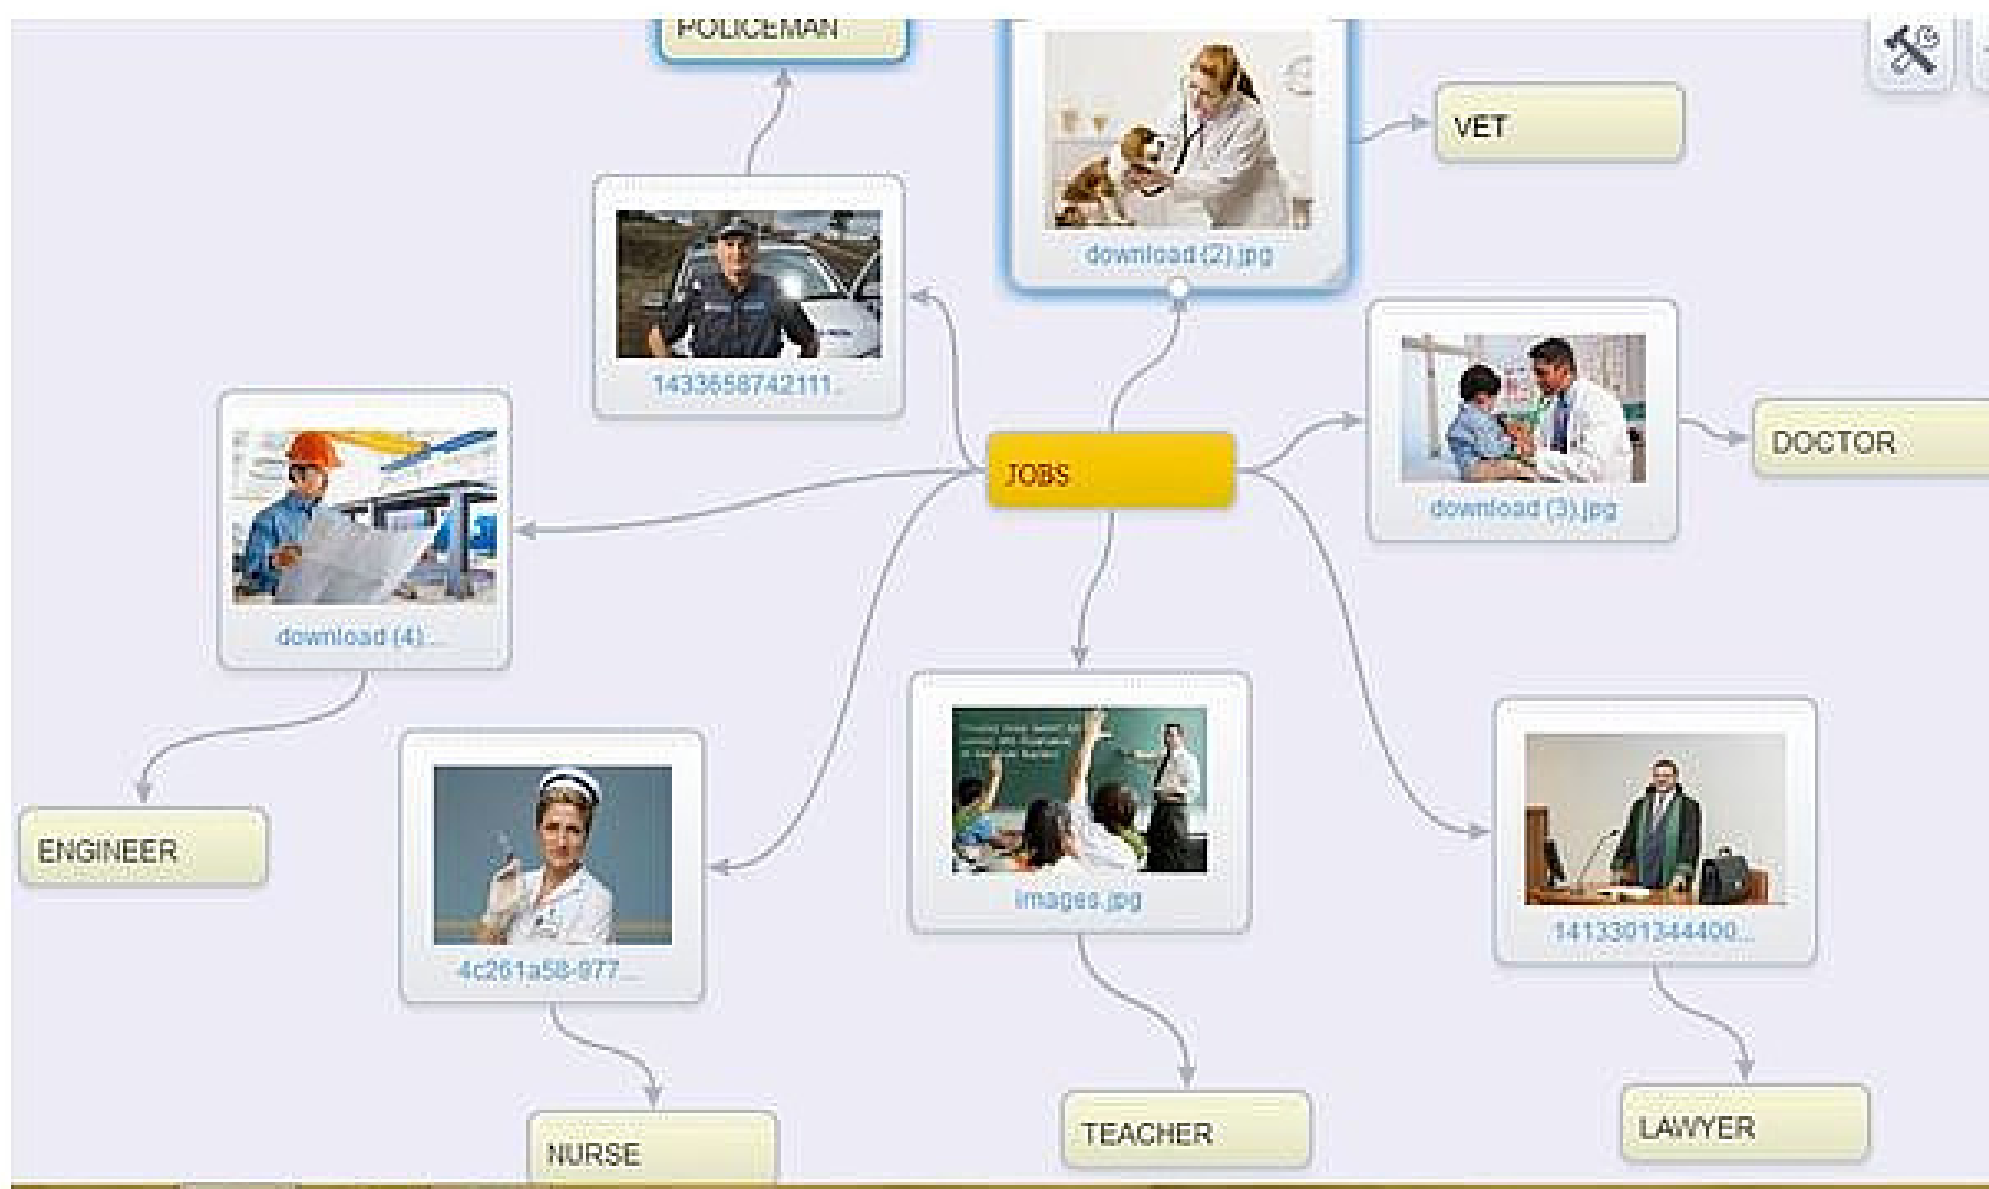 POLICEMAN
VET
download (2).jpg
1433658742111...
DOCTOR
JOBS
download (3).jpg
download (4)....
ENGINEER
images.jpg
1413301344400...
4c261a58-977...
TEACHER
LAWYER
NURSE